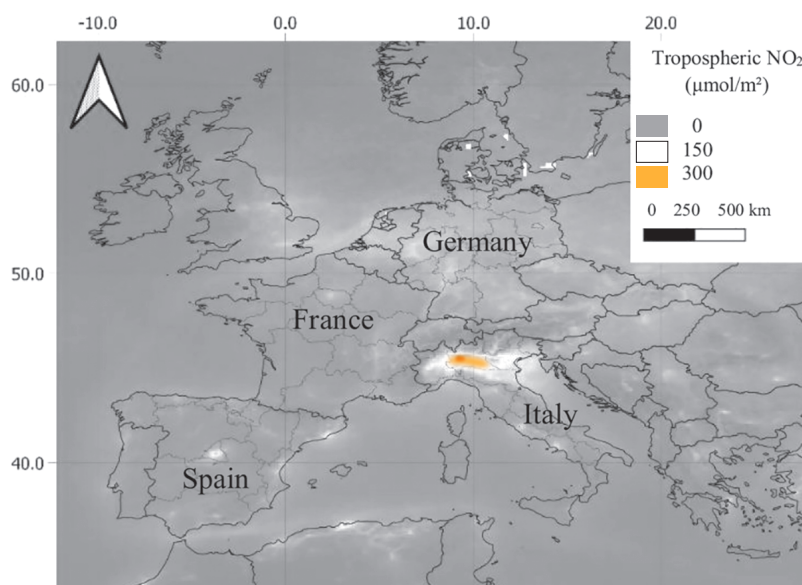 -10.0 0.0 10.0 20.0
Tropospheric NO₂
(μmol/m²)
0
150
300
0 250 500 km
60.0
50.0
40.0
Germany
France
Italy
Spain